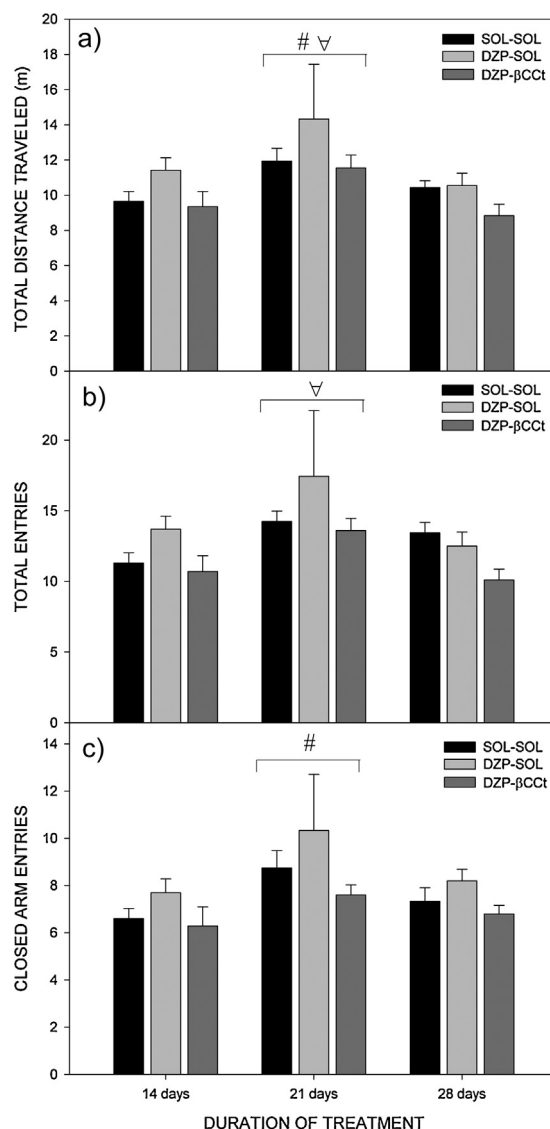 a)
# ∀
SOL-SOL
DZP-SOL
DZP-βCCt
TOTAL DISTANCE TRAVELED (m)
20
18
16
14
12
10
8
6
4
2
0
b)
∀
SOL-SOL
DZP-SOL
DZP-βCCt
TOTAL ENTRIES
20
15
10
5
0
c)
#
SOL-SOL
DZP-SOL
DZP-βCCt
CLOSED ARM ENTRIES
14
12
10
8
6
4
2
0
14 days 21 days 28 days
DURATION OF TREATMENT